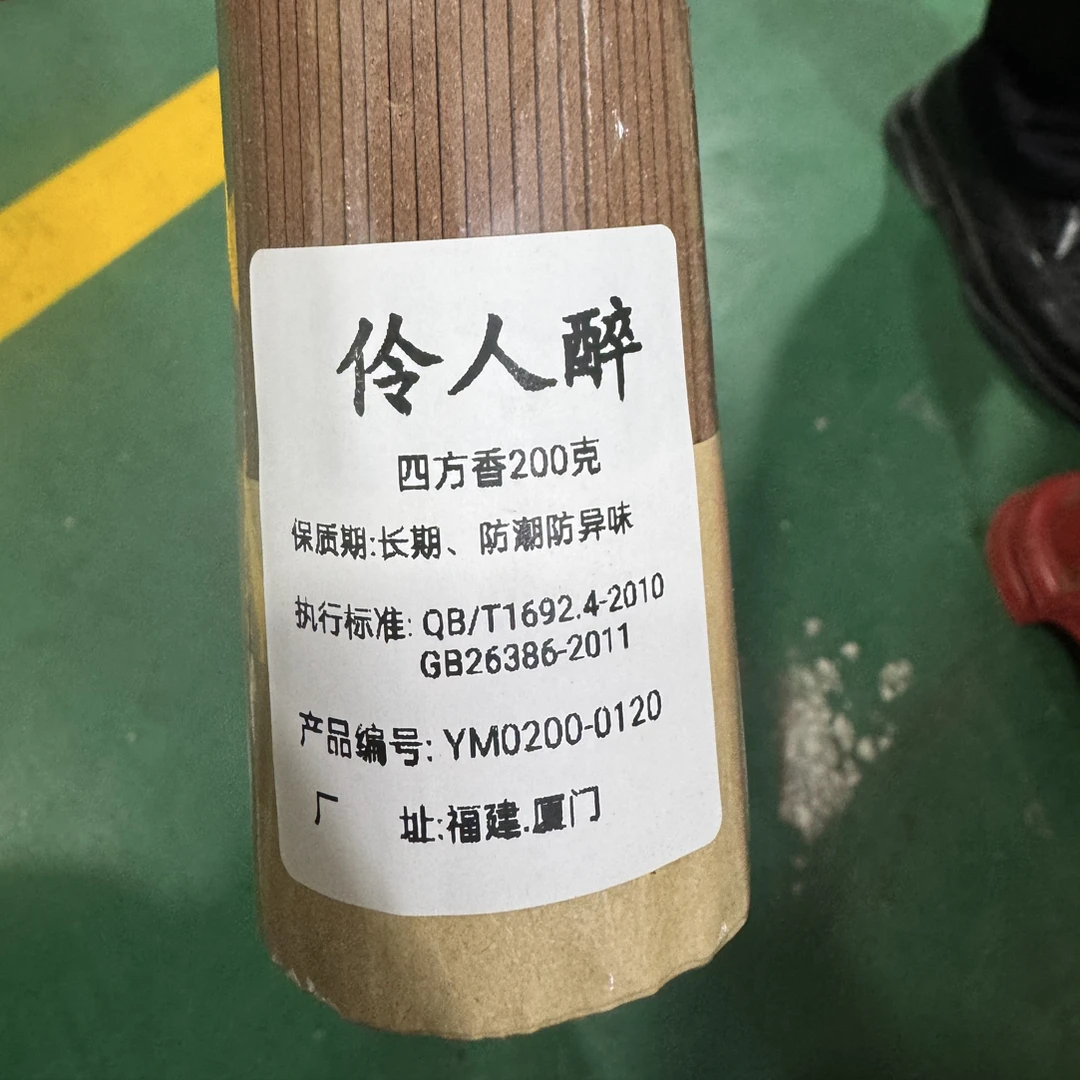 伶人醉
四方香200克
保质期:长期、防潮防异味
执行标准: QB/T1692.4-2010
GB26386-2011
产品编号: YM0200-0120
厂 址:福建.厦门